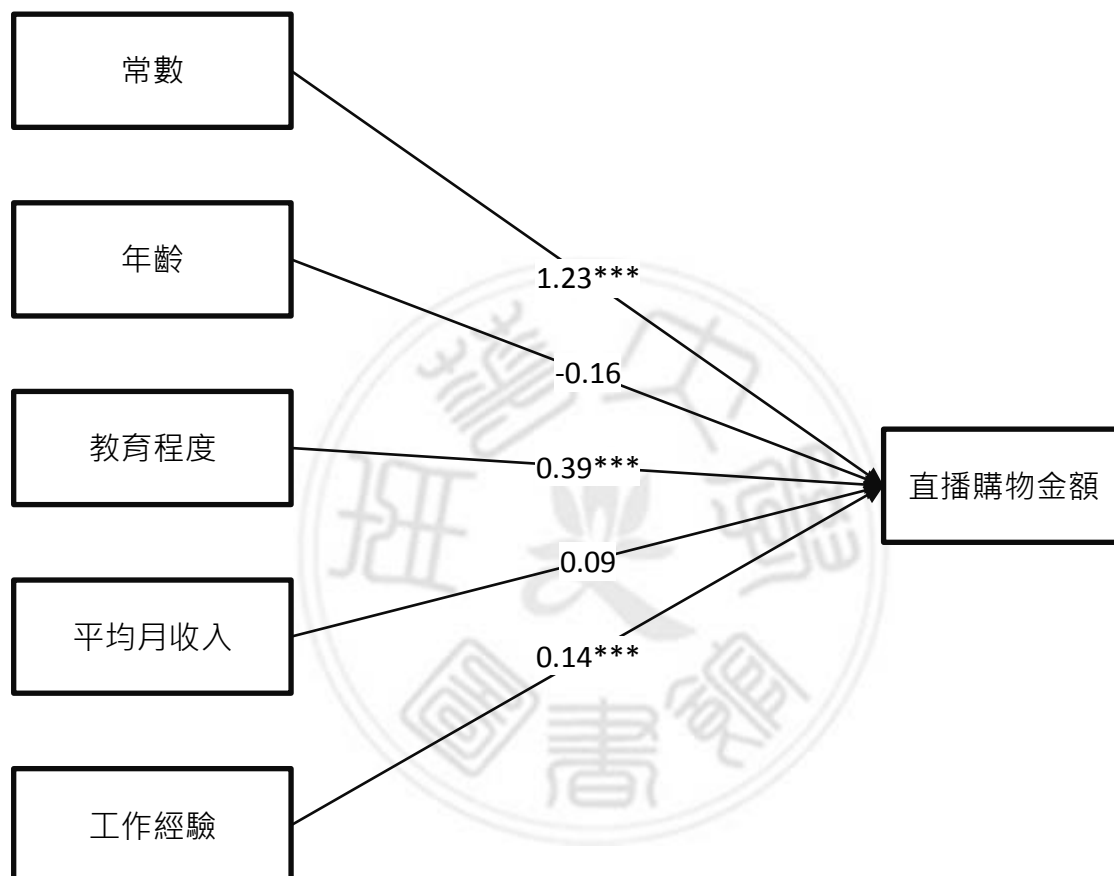 常數
年齡
1.23***
-0.16
教育程度
0.39***
直播購物金額
0.09
平均月收入
0.14***
工作經驗